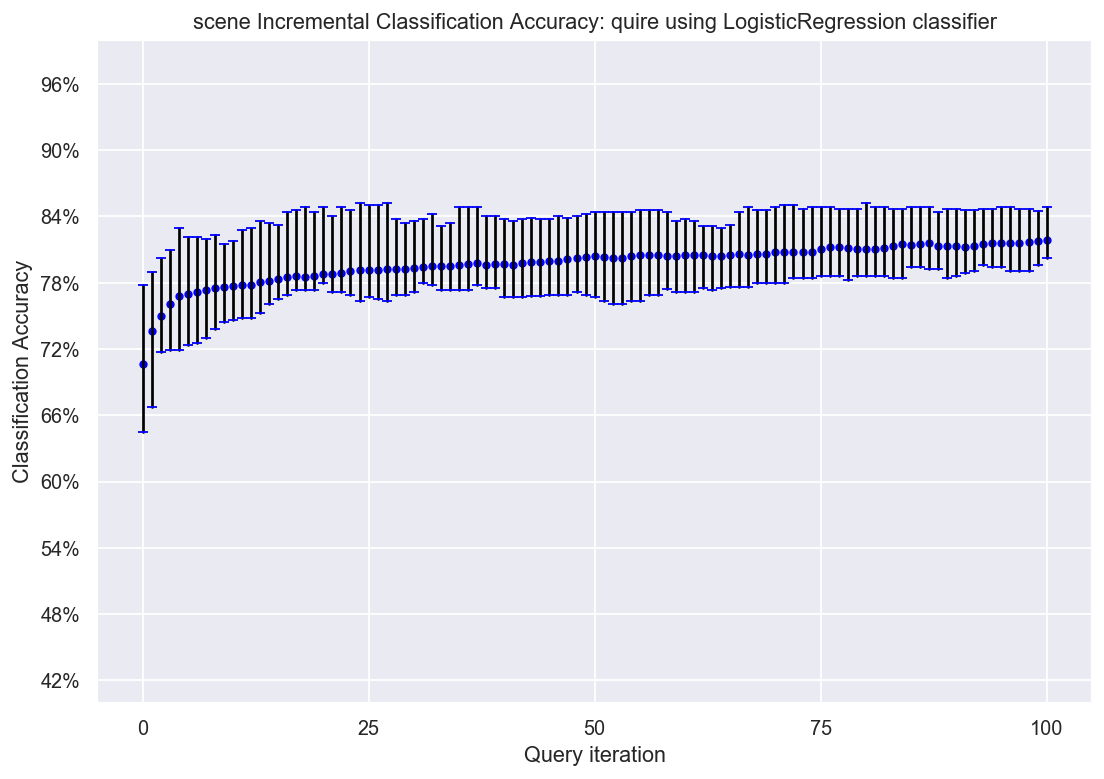 scene Incremental Classification Accuracy: quire using LogisticRegression classifier
96%
90%
84%
78%
72%
66%
60%
54%
48%
42%
Classification Accuracy
0 25 50 75 100
Query iteration